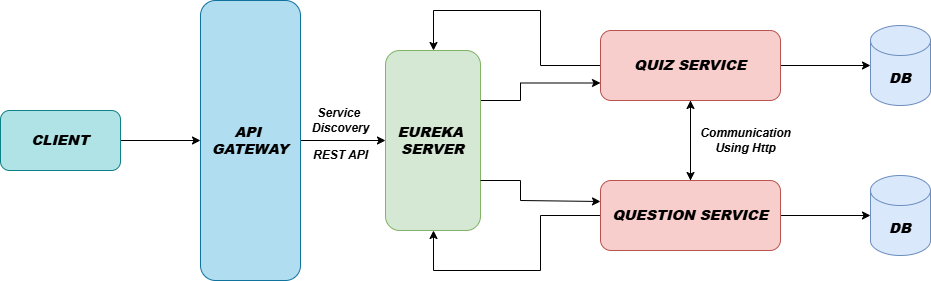 CLIENT
API
GATEWAY
Service
Discovery
REST API
EUREKA
SERVER
QUIZ SERVICE
DB
Communication
Using Http
QUESTION SERVICE
DB